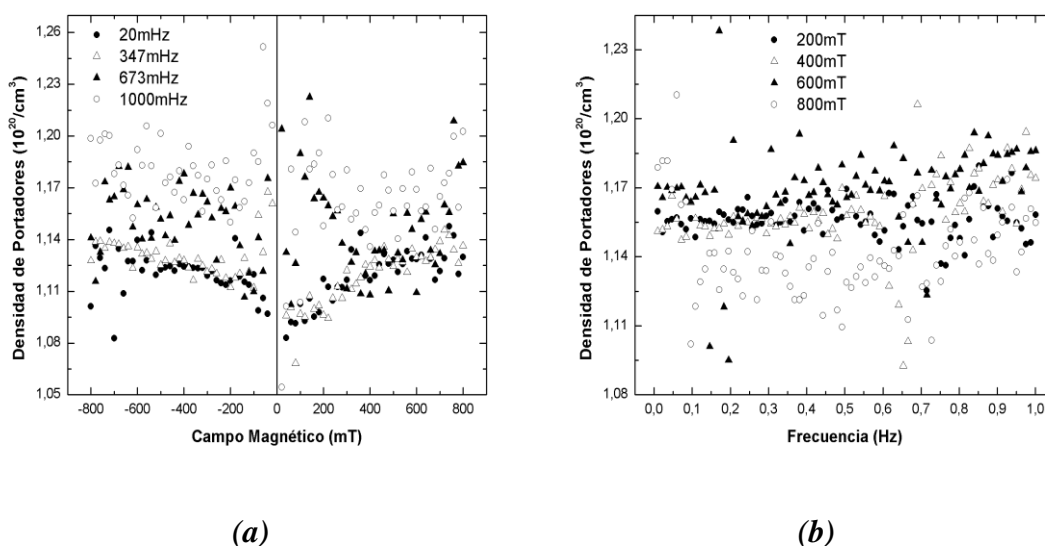 1,26
1,23
1,20
1,17
1,14
1,11
1,08
1,05
Densidad de Portadores (10²⁰/cm³)
20mHz
347mHz
673mHz
1000mHz
-800 -600 -400 -200 0 200 400 600 800
Campo Magnético (mT)
(a)
1,23
1,20
1,17
1,14
1,11
1,08
Densidad de Portadores (10²⁰/cm³)
200mT
400mT
600mT
800mT
0,0 0,1 0,2 0,3 0,4 0,5 0,6 0,7 0,8 0,9 1,0
Frecuencia (Hz)
(b)